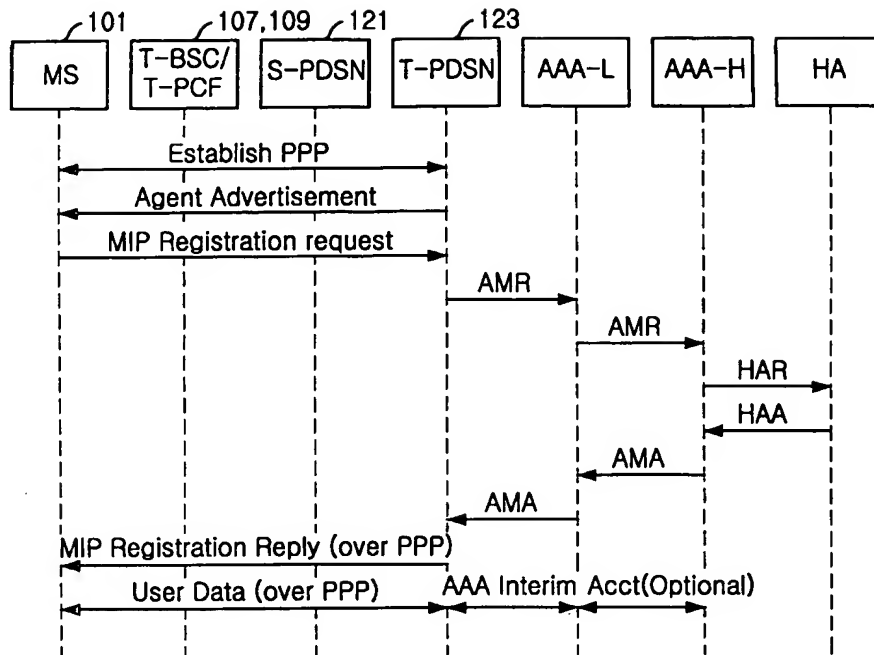 101
107,109
121
123
MS
T-BSC/
T-PCF
S-PDSN
T-PDSN
AAA-L
AAA-H
HA
Establish PPP
Agent Advertisement
MIP Registration request
AMR
AMR
HAR
HAA
AMA
AMA
MIP Registration Reply (over PPP)
User Data (over PPP)
AAA Interim Acct(Optional)